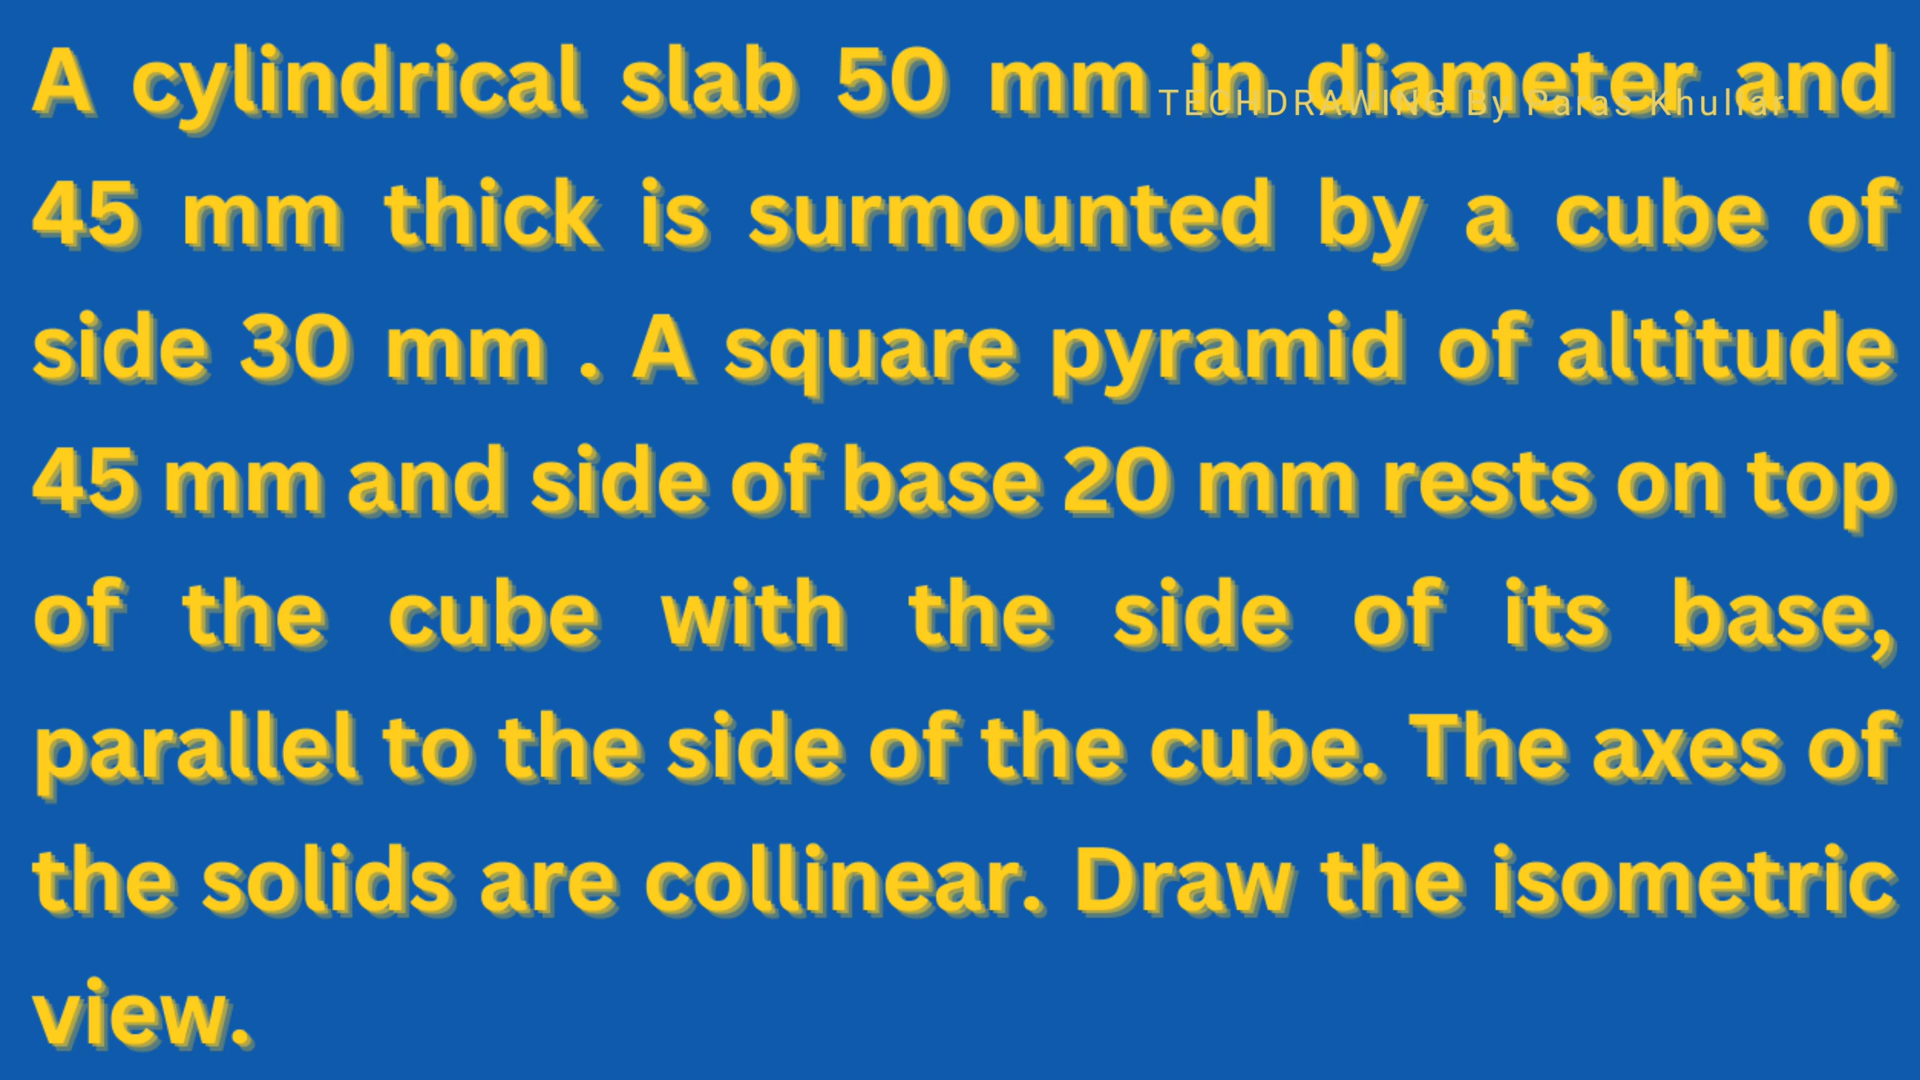 A cylindrical slab 50 mm in diameter and
TECHDRAWING By Paras Khullar
45 mm thick is surmounted by a cube of
side 30 mm . A square pyramid of altitude
45 mm and side of base 20 mm rests on top
of the cube with the side of its base,
parallel to the side of the cube. The axes of
the solids are collinear. Draw the isometric
view.